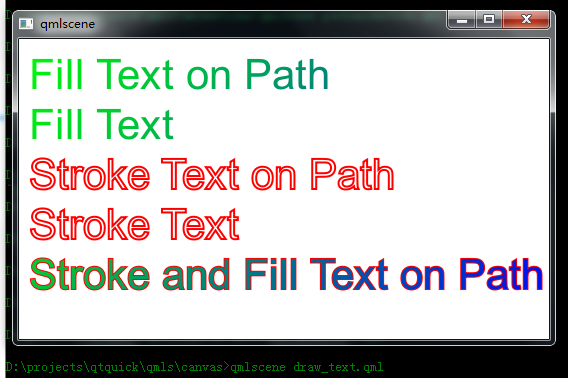 qmlscene
Fill Text on Path
Fill Text
Stroke Text on Path
Stroke Text
Stroke and Fill Text on Path
D:\projects\qtquick\qmls\canvas>qmlscene draw_text.qml